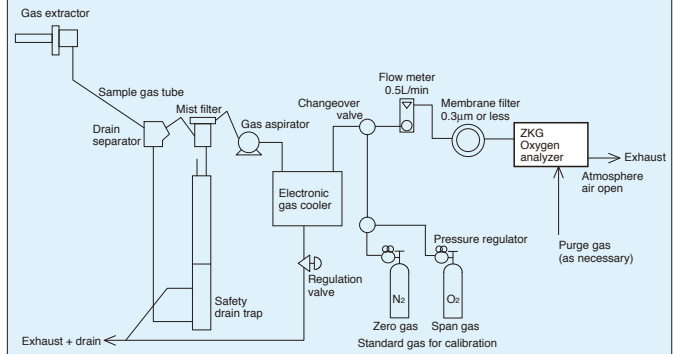 Gas extractor
Sample gas tube
Mist filter
Drain
separator
Gas aspirator
Changeover
valve
Flow meter
0.5L/min
Membrane filter
0.3μm or less
ZKG
Oxygen
analyzer
Exhaust
Atmosphere
air open
Electronic
gas cooler
Purge gas
(as necessary)
Pressure regulator
Regulation
valve
Safety
drain trap
N2
O2
Exhaust + drain
Zero gas
Span gas
Standard gas for calibration